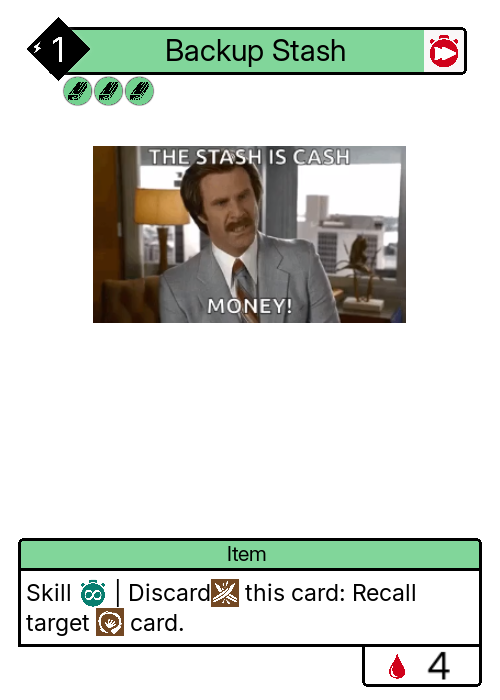 1
Backup Stash
THE STASH IS CASH
MONEY!
Item
Skill | Discard this card: Recall
target card.
4